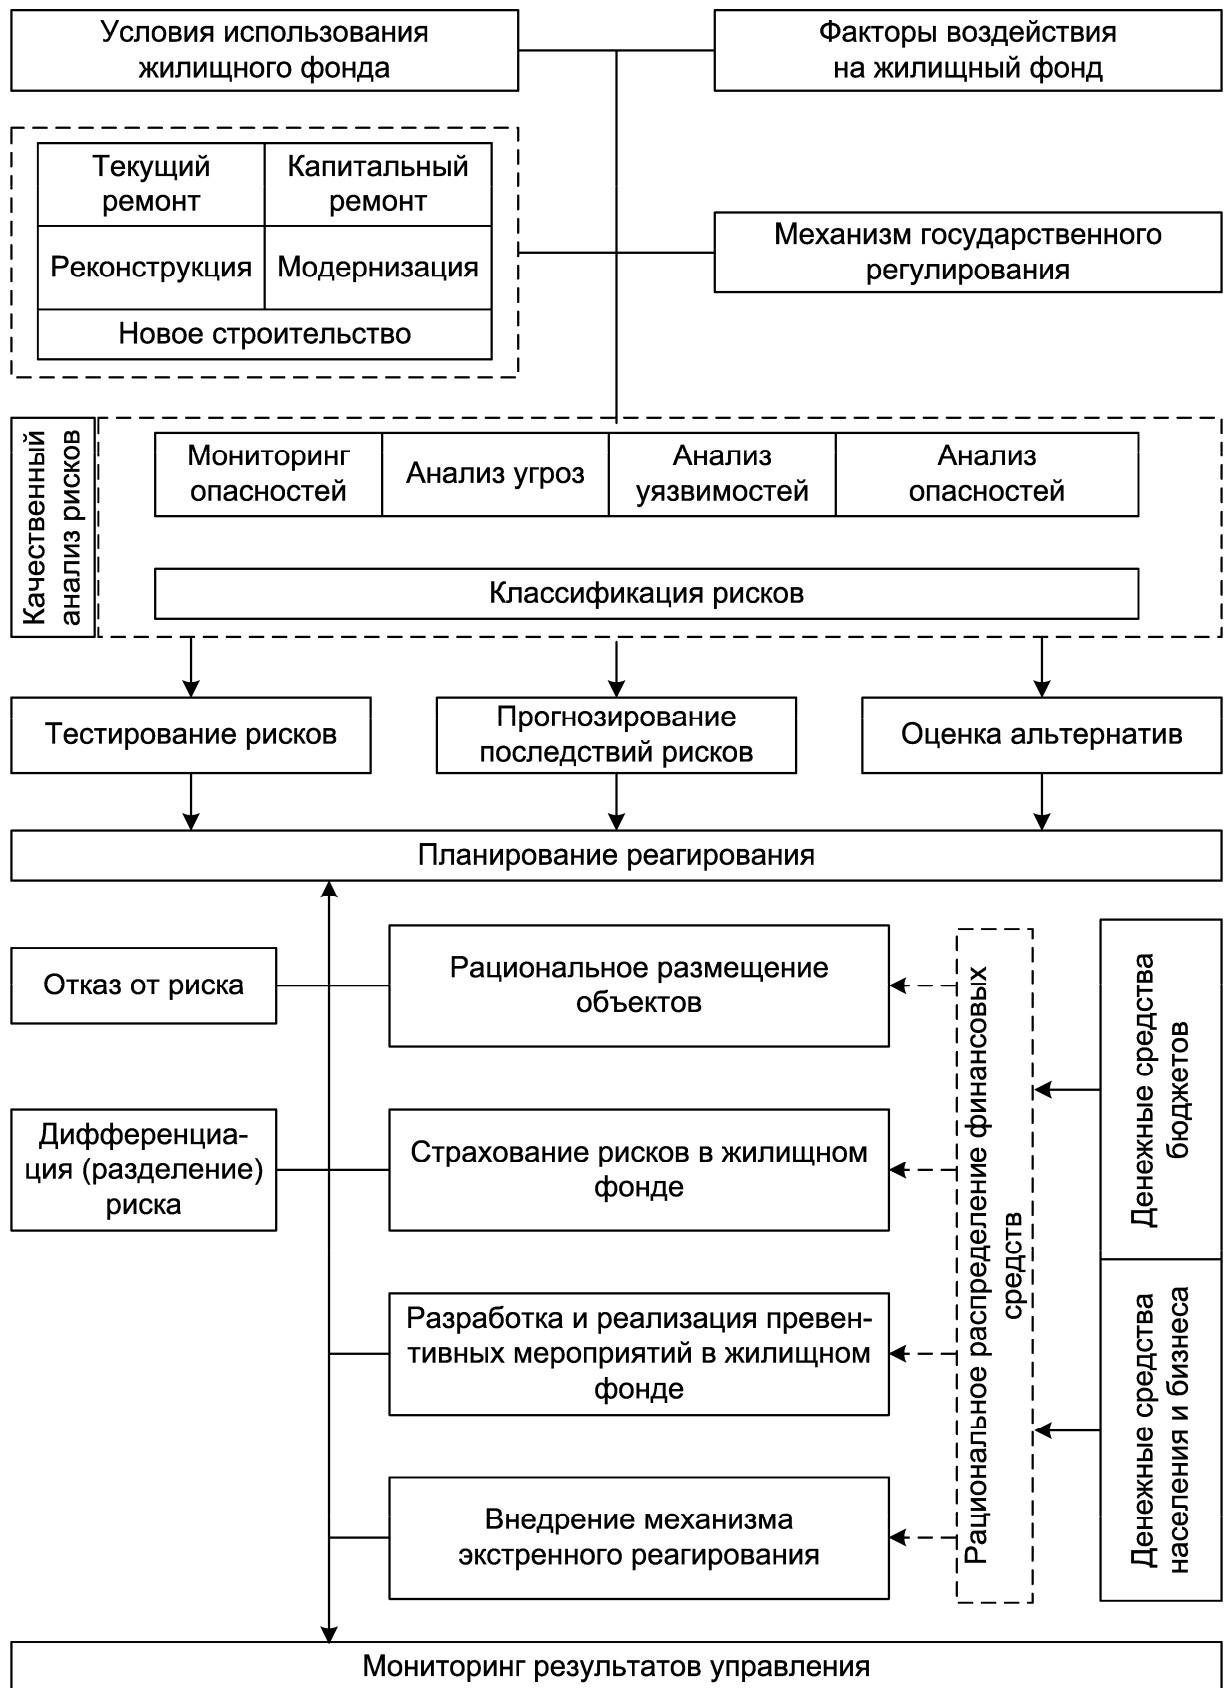 Условия использования
жилищного фонда
Факторы воздействия
на жилищный фонд
Текущий
ремонт
Капитальный
ремонт
Реконструкция
Модернизация
Новое строительство
Механизм государственного
регулирования
Качественный
анализ рисков
Мониторинг
опасностей
Анализ угроз
Анализ
уязвимостей
Анализ
опасностей
Классификация рисков
Тестирование рисков
Прогнозирование
последствий рисков
Оценка альтернатив
Планирование реагирования
Отказ от риска
Рациональное размещение
объектов
Дифференциа-
ция (разделение)
риска
Страхование рисков в жилищном
фонде
Разработка и реализация превен-
тивных мероприятий в жилищном
фонде
Внедрение механизма
экстренного реагирования
Рациональное распределение финансовых
средств
Денежные средства
бюджетов
Денежные средства
населения и бизнеса
Мониторинг результатов управления